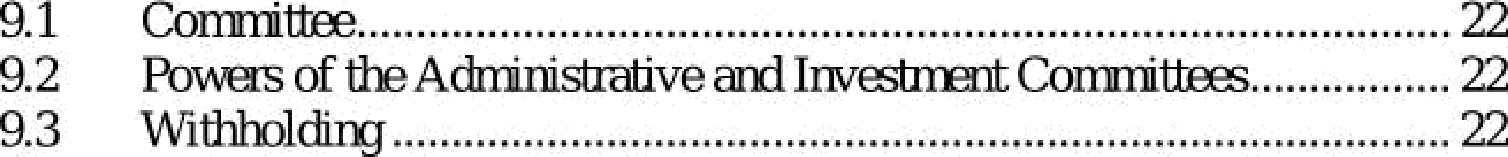 9.1 Committee.......................................................................................... 22
9.2 Powers of the Administrative and Investment Committees................. 22
9.3 Withholding ....................................................................................... 22